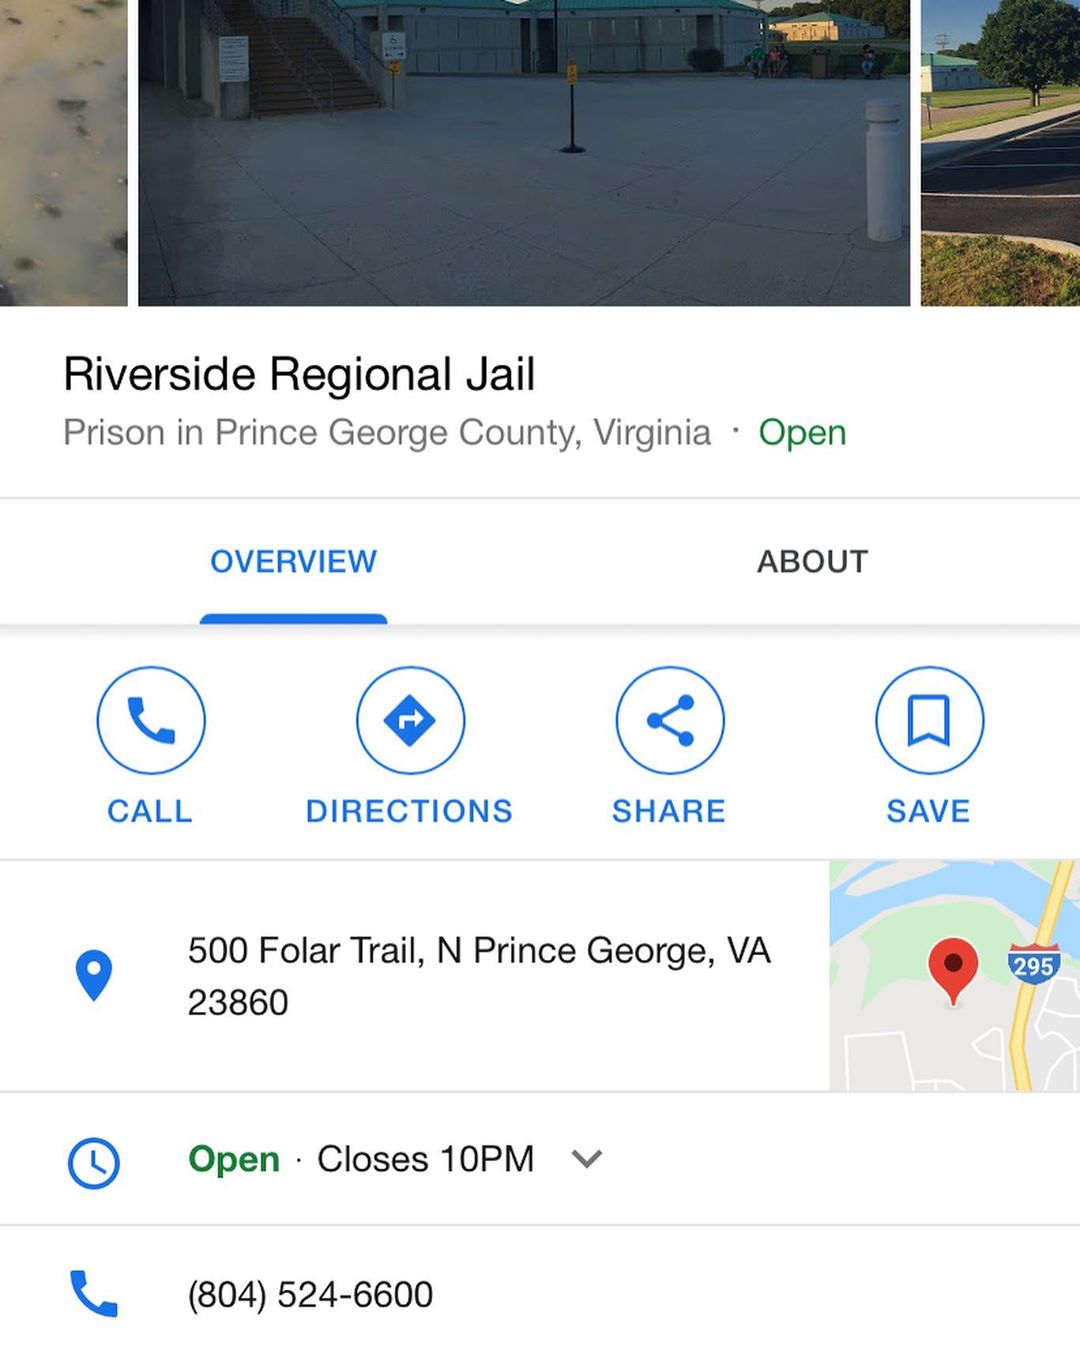 Riverside Regional Jail
Prison in Prince George County, Virginia · Open
OVERVIEW
ABOUT
CALL
DIRECTIONS
SHARE
SAVE
500 Folar Trail, N Prince George, VA
23860
295
Open · Closes 10PM
(804) 524-6600